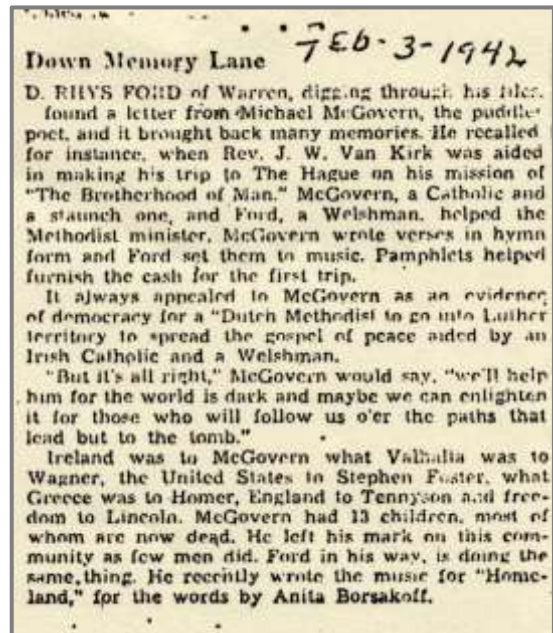 FEB-3-1942
Down Memory Lane
D. RHYS FORD of Warren, digging through his files,
found a letter from Michael McGovern, the puddler
poet, and it brought back many memories. He recalled
for instance, when Rev. J. W. Van Kirk was aided
in making his trip to The Hague on his mission of
"The Brotherhood of Man." McGovern, a Catholic and
a staunch one, and Ford, a Welshman, helped the
Methodist minister. McGovern wrote verses in hymn
form and Ford set them to music. Pamphlets helped
furnish the cash for the first trip.
It always appealed to McGovern as an evidence
of democracy for a "Dutch Methodist to go into Luther
territory to spread the gospel of peace aided by an
Irish Catholic and a Welshman.
"But it's all right," McGovern would say, "we'll help
him for the world is dark and maybe we can enlighten
it for those who will follow us o'er the paths that
lead but to the tomb."
Ireland was to McGovern what Valhalla was to
Wagner, the United States to Stephen Foster, what
Greece was to Homer, England to Tennyson and free-
dom to Lincoln. McGovern had 13 children, most of
whom are now dead. He left his mark on this com-
munity as few men did. Ford in his way, is doing the
same thing. He recently wrote the music for "Home-
land," for the words by Anita Borsakoff.